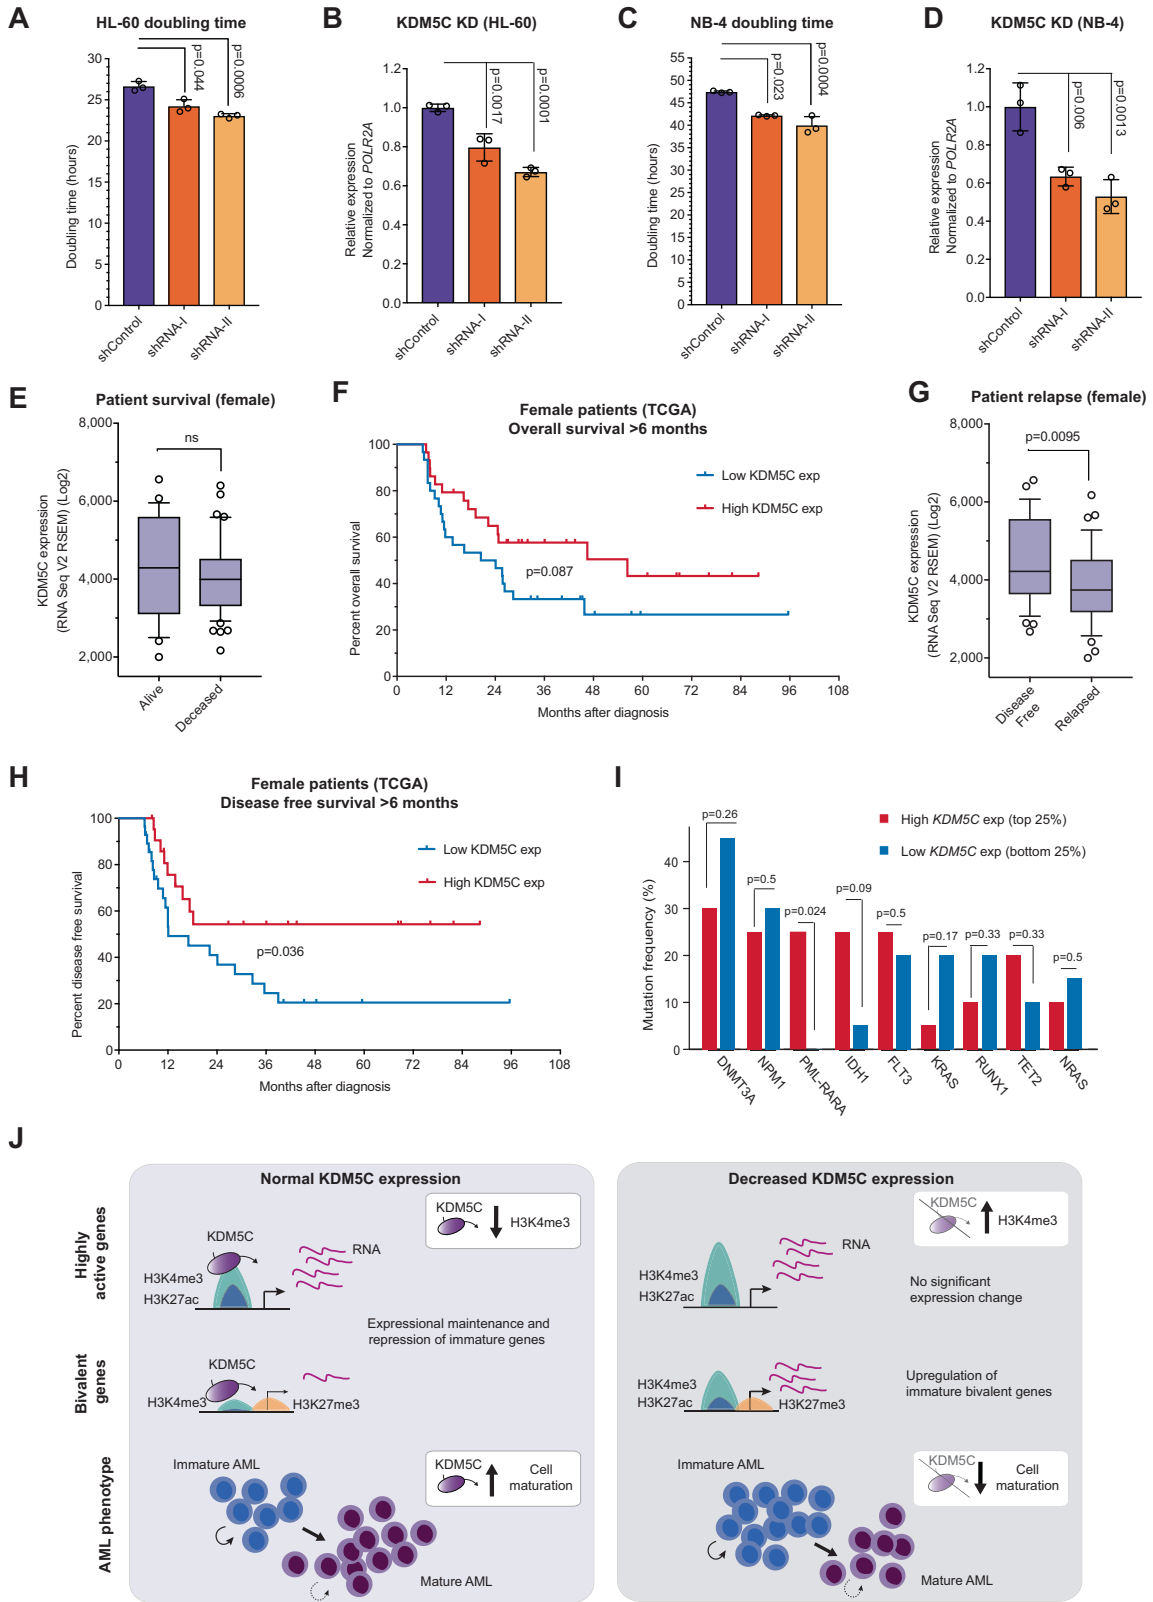 A
HL-60 doubling time
p=0.044
p=0.0006
Doubling time (hours)
30
25
20
15
10
5
0
shControl
shRNA-I
shRNA-II
B
KDM5C KD (HL-60)
p=0.0017
p=0.0001
Relative expression
Normalized to POLR2A
1.2
1.0
0.8
0.6
0.4
0.2
0.0
shControl
shRNA-I
shRNA-II
C
NB-4 doubling time
p=0.023
p=0.0004
Doubling time (hours)
55
50
45
40
35
30
25
20
15
10
5
0
shControl
shRNA-I
shRNA-II
D
KDM5C KD (NB-4)
p=0.006
p=0.0013
Relative expression
Normalized to POLR2A
1.2
1.0
0.8
0.6
0.4
0.2
0.0
shControl
shRNA-I
shRNA-II
E
Patient survival (female)
ns
KDM5C expression
(RNA Seq V2 RSEM) (Log2)
8,000
6,000
4,000
2,000
Alive
Deceased
F
Female patients (TCGA)
Overall survival >6 months
Low KDM5C exp
High KDM5C exp
p=0.087
Percent overall survival
100
80
60
40
20
0
0 12 24 36 48 60 72 84 96 108
Months after diagnosis
G
Patient relapse (female)
p=0.0095
KDM5C expression
(RNA Seq V2 RSEM) (Log2)
8,000
6,000
4,000
2,000
Disease
Free
Relapsed
H
Female patients (TCGA)
Disease free survival >6 months
Low KDM5C exp
High KDM5C exp
p=0.036
Percent disease free survival
100
80
60
40
20
0
0 12 24 36 48 60 72 84 96 108
Months after diagnosis
I
High KDM5C exp (top 25%)
Low KDM5C exp (bottom 25%)
Mutation frequency (%)
40
30
20
10
0
p=0.26
p=0.5
p=0.024
p=0.09
p=0.5
p=0.17
p=0.33
p=0.33
p=0.5
DNMT3A
NPM1
PML-RARA
IDH1
FLT3
KRAS
RUNX1
TET2
NRAS
J
Normal KDM5C expression
KDM5C
H3K4me3
Highly
active genes
KDM5C
RNA
H3K4me3
H3K27ac
Expressional maintenance and
repression of immature genes
Bivalent
genes
KDM5C
H3K4me3
H3K27me3
AML phenotype
Immature AML
KDM5C
Cell
maturation
Mature AML
Decreased KDM5C expression
KDM5C
H3K4me3
RNA
H3K4me3
H3K27ac
No significant
expression change
H3K4me3
H3K27ac
H3K27me3
Upregulation of
immature bivalent genes
Immature AML
KDM5C
Cell
maturation
Mature AML